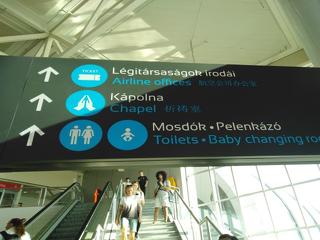 TICKET
Légitársaságok irodái
Airline offices 航空公司办公室
Kápolna
Chapel 祈祷室
Mosdók • Pelenkázó
Toilets • Baby changing roo